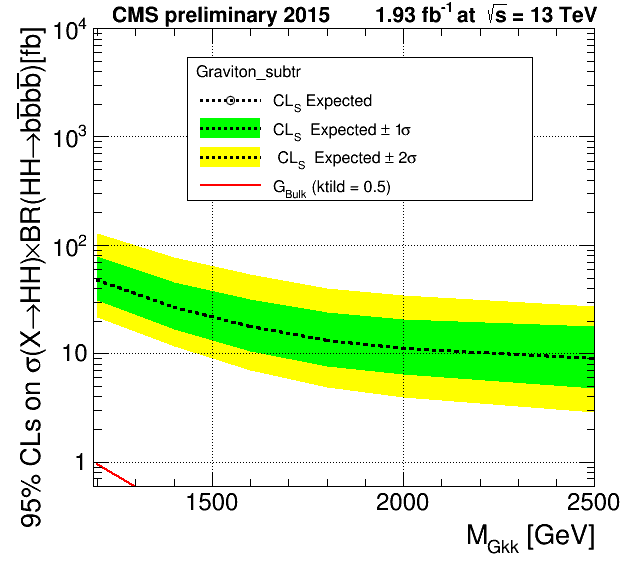 CMS preliminary 2015 1.93 fb⁻¹ at √s = 13 TeV
95% CLs on σ(X→HH)×BR(HH→bb̅bb̅)[fb]
10⁴
10³
10²
10
1
Graviton_subtr
CL_S Expected
CL_S Expected ± 1σ
CL_S Expected ± 2σ
G_Bulk (ktild = 0.5)
1500 2000 2500
M_Gkk [GeV]